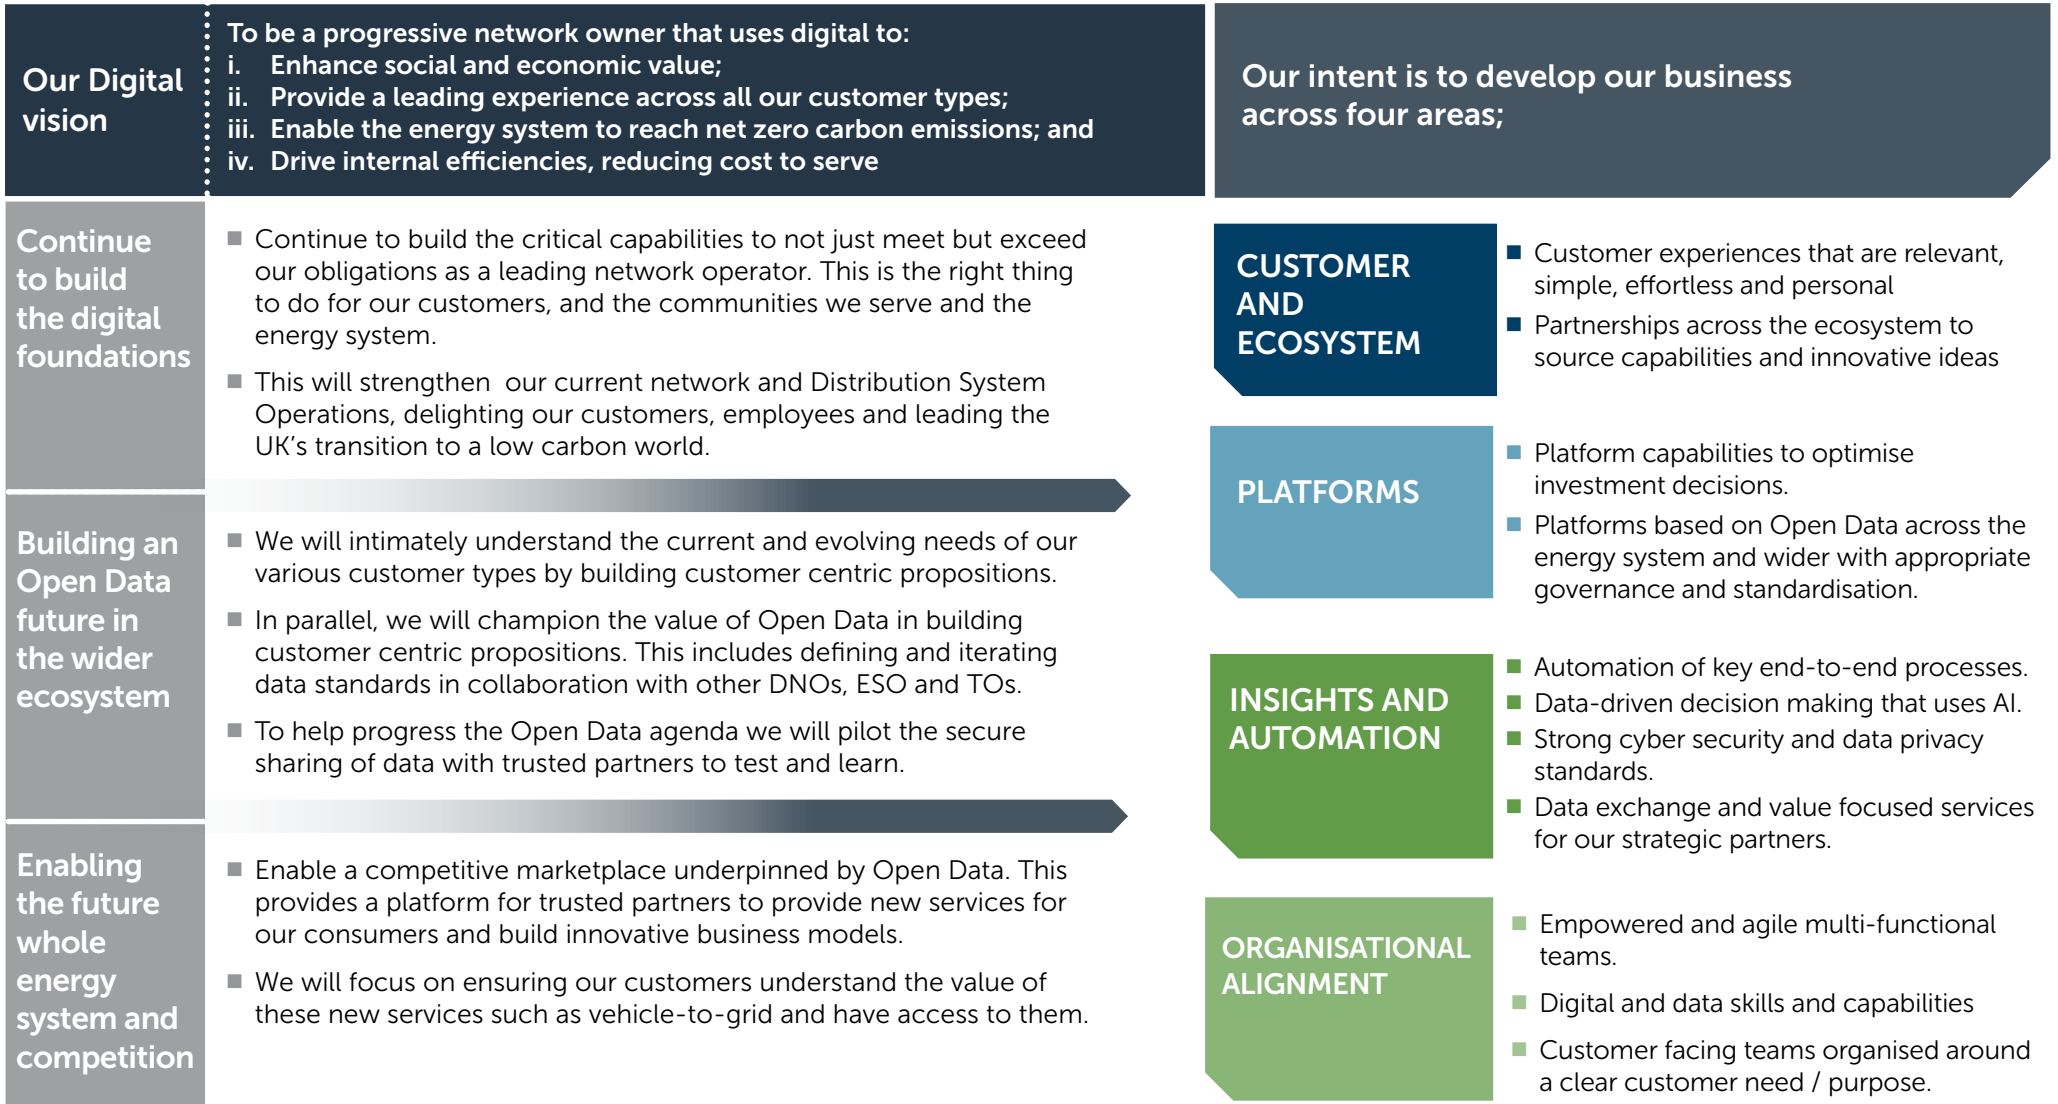 Our Digital
vision
To be a progressive network owner that uses digital to:
i. Enhance social and economic value;
ii. Provide a leading experience across all our customer types;
iii. Enable the energy system to reach net zero carbon emissions; and
iv. Drive internal efficiencies, reducing cost to serve
Continue
to build
the digital
foundations
■ Continue to build the critical capabilities to not just meet but exceed
our obligations as a leading network operator. This is the right thing
to do for our customers, and the communities we serve and the
energy system.
■ This will strengthen our current network and Distribution System
Operations, delighting our customers, employees and leading the
UK's transition to a low carbon world.
Building an
Open Data
future in
the wider
ecosystem
■ We will intimately understand the current and evolving needs of our
various customer types by building customer centric propositions.
■ In parallel, we will champion the value of Open Data in building
customer centric propositions. This includes defining and iterating
data standards in collaboration with other DNOs, ESO and TOs.
■ To help progress the Open Data agenda we will pilot the secure
sharing of data with trusted partners to test and learn.
Enabling
the future
whole
energy
system and
competition
■ Enable a competitive marketplace underpinned by Open Data. This
provides a platform for trusted partners to provide new services for
our consumers and build innovative business models.
■ We will focus on ensuring our customers understand the value of
these new services such as vehicle-to-grid and have access to them.
Our intent is to develop our business
across four areas;
CUSTOMER
AND
ECOSYSTEM
■ Customer experiences that are relevant,
simple, effortless and personal
■ Partnerships across the ecosystem to
source capabilities and innovative ideas
PLATFORMS
■ Platform capabilities to optimise
investment decisions.
■ Platforms based on Open Data across the
energy system and wider with appropriate
governance and standardisation.
INSIGHTS AND
AUTOMATION
■ Automation of key end-to-end processes.
■ Data-driven decision making that uses AI.
■ Strong cyber security and data privacy
standards.
■ Data exchange and value focused services
for our strategic partners.
ORGANISATIONAL
ALIGNMENT
■ Empowered and agile multi-functional
teams.
■ Digital and data skills and capabilities
■ Customer facing teams organised around
a clear customer need / purpose.